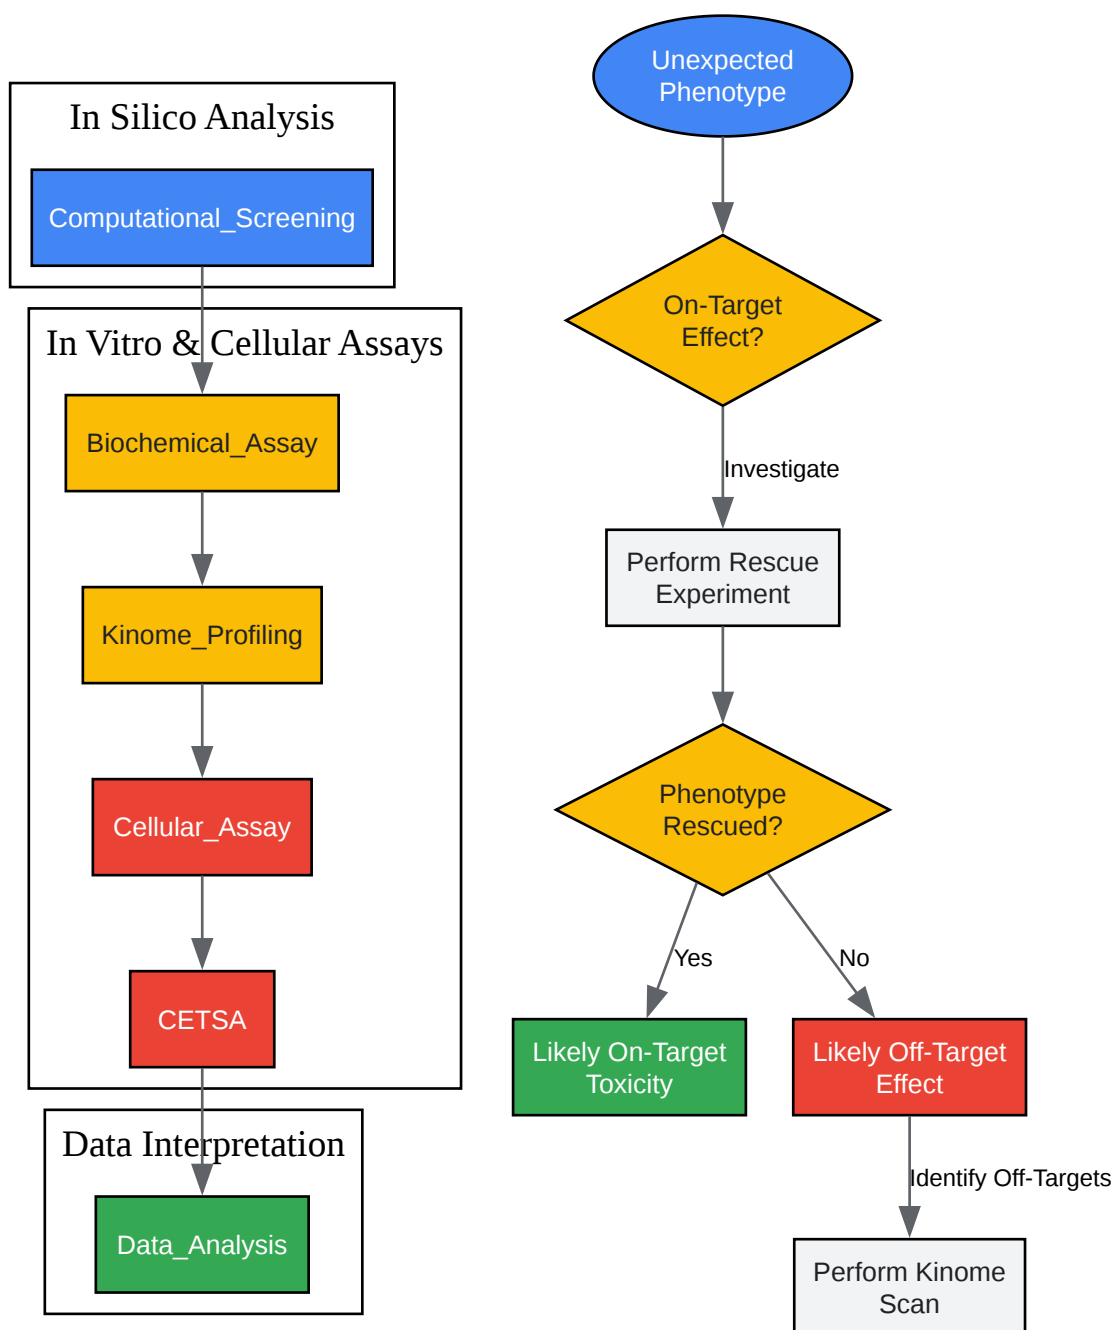 In Silico Analysis
Computational_Screening
In Vitro & Cellular Assays
Biochemical_Assay
Kinome_Profiling
Cellular_Assay
CETSA
Data Interpretation
Data_Analysis
Unexpected
Phenotype
On-Target
Effect?
Investigate
Perform Rescue
Experiment
Phenotype
Rescued?
Yes
No
Likely On-Target
Toxicity
Likely Off-Target
Effect
Identify Off-Targets
Perform Kinome
Scan